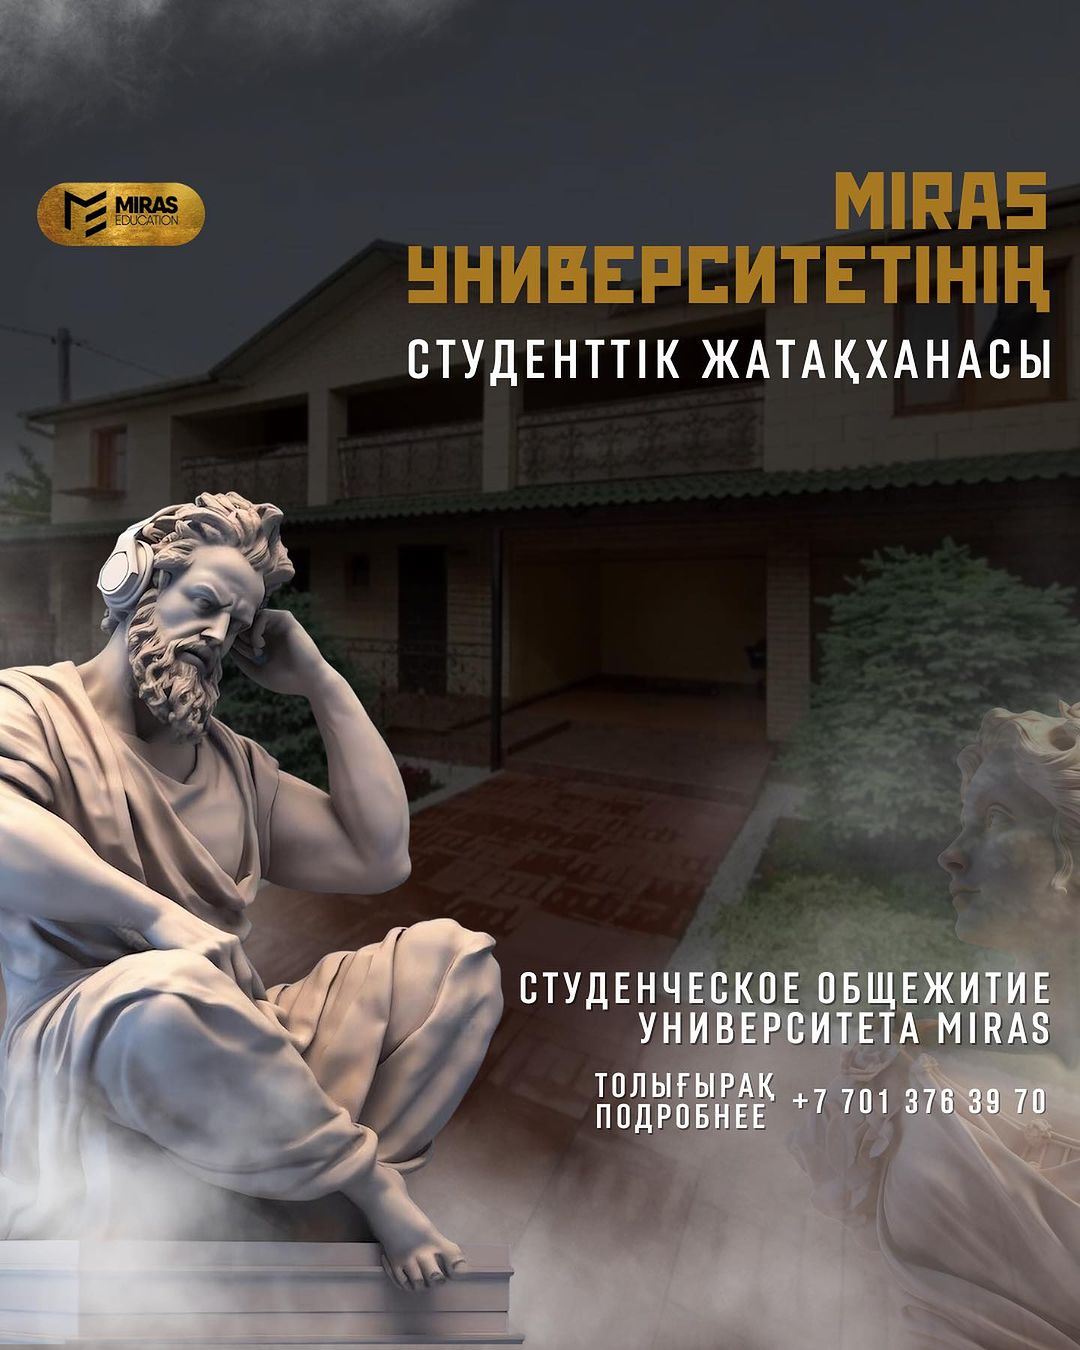 MIRAS
EDUCATION
MIRAS
УНИВЕРСИТЕТІНІҢ
СТУДЕНТТІК ЖАТАҚХАНАСЫ
СТУДЕНЧЕСКОЕ ОБЩЕЖИТИЕ
УНИВЕРСИТЕТА MIRAS
ТОЛЫҒЫРАҚ
ПОДРОБНЕЕ
+7 701 376 39 70